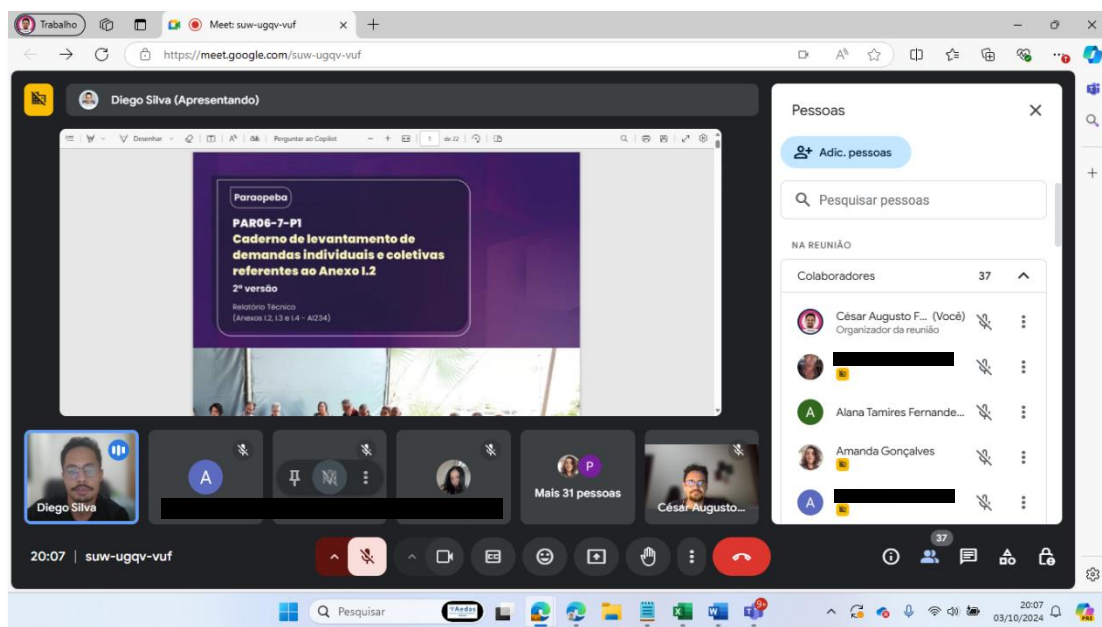 Trabalho
Meet: suw-ugqv-vuf
https://meet.google.com/suw-ugqv-vuf
Diego Silva (Apresentando)
Desenhar
Perguntar ao Copilot
1 de 22
Paraopeba
PAR06-7-P1
Caderno de levantamento de
demandas individuais e coletivas
referentes ao Anexo I.2
2ª versão
Relatório Técnico
(Anexos I.2, I.3 e I.4 - AI234)
Diego Silva
A
P
Mais 31 pessoas
César Augusto...
Pessoas
Adic. pessoas
Pesquisar pessoas
NA REUNIÃO
Colaboradores 37
César Augusto F... (Você)
Organizador da reunião
A Alana Tamires Fernande...
Amanda Gonçalves
A
20:07 | suw-ugqv-vuf
37
Pesquisar
Aedas
20:07
03/10/2024
PRE